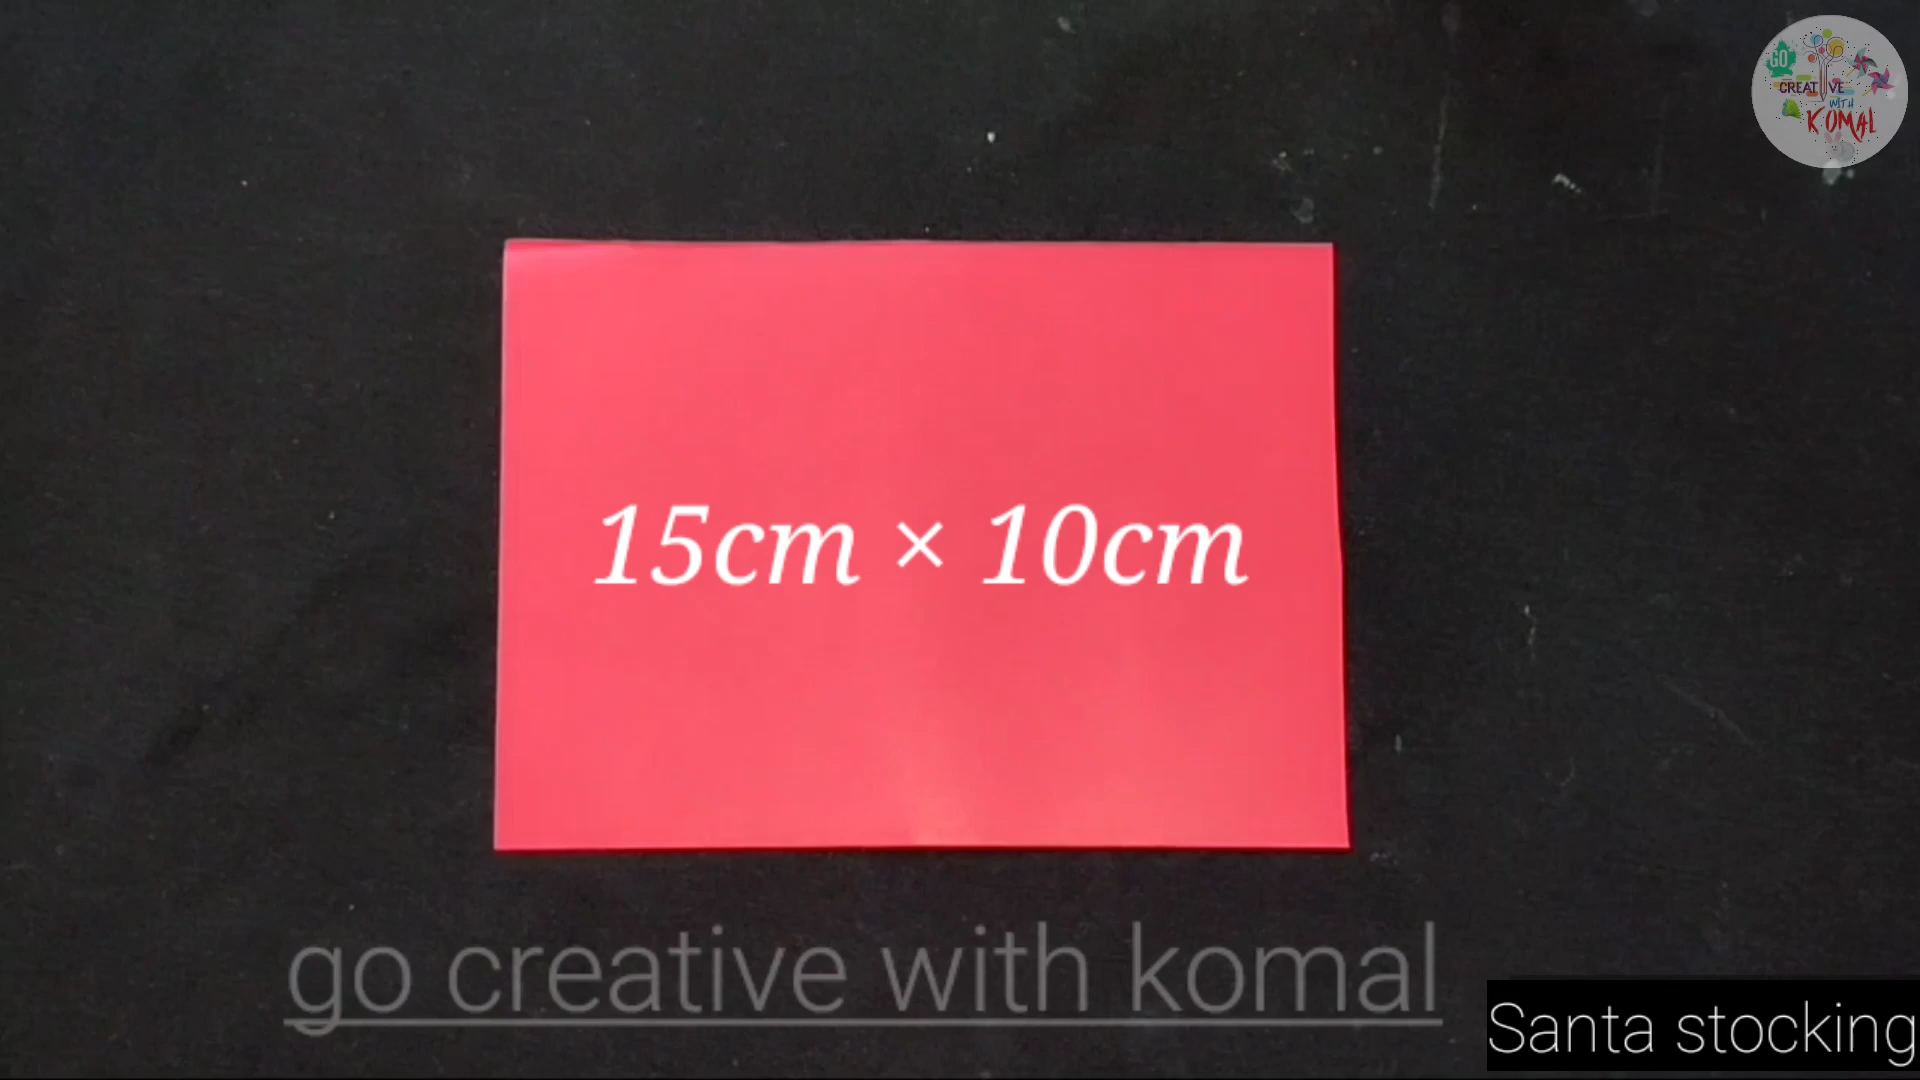 GO
CREATIVE
WITH
KOMAL
15cm × 10cm
go creative with komal
Santa stocking